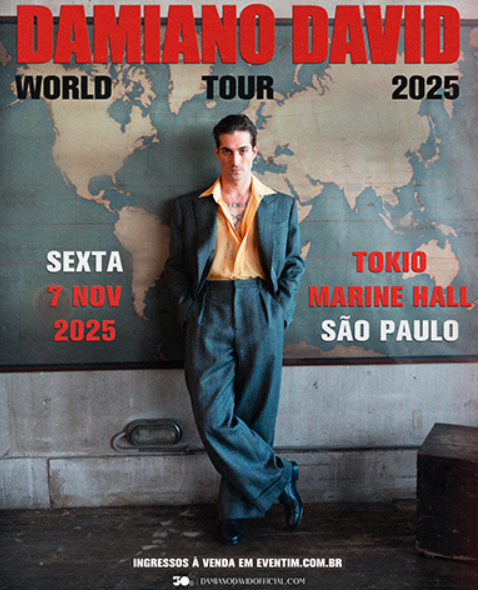 DAMIANO DAVID
WORLD TOUR 2025
SEXTA
7 NOV
2025
TOKIO
MARINE HALL
SÃO PAULO
INGRESSOS À VENDA EM EVENTIM.COM.BR
30e | DAMIANODAVIDOFFICIAL.COM